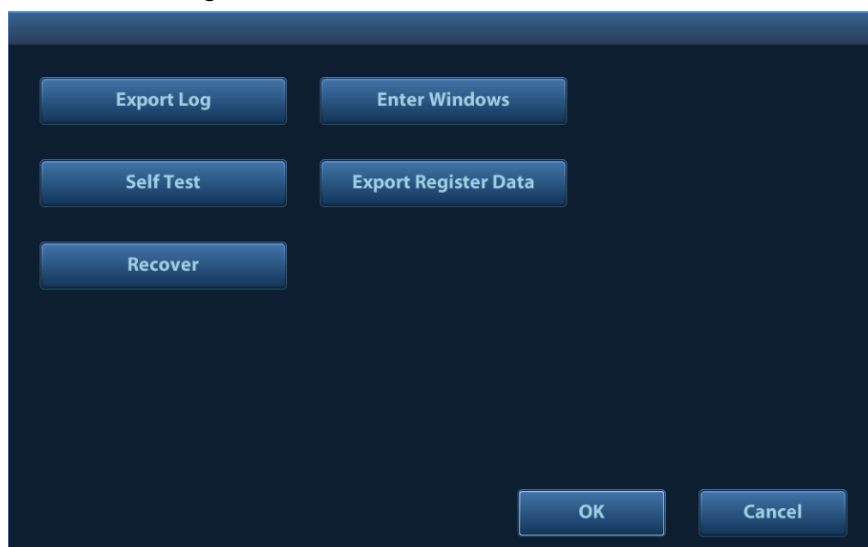 Export Log
Enter Windows
Self Test
Export Register Data
Recover
OK
Cancel